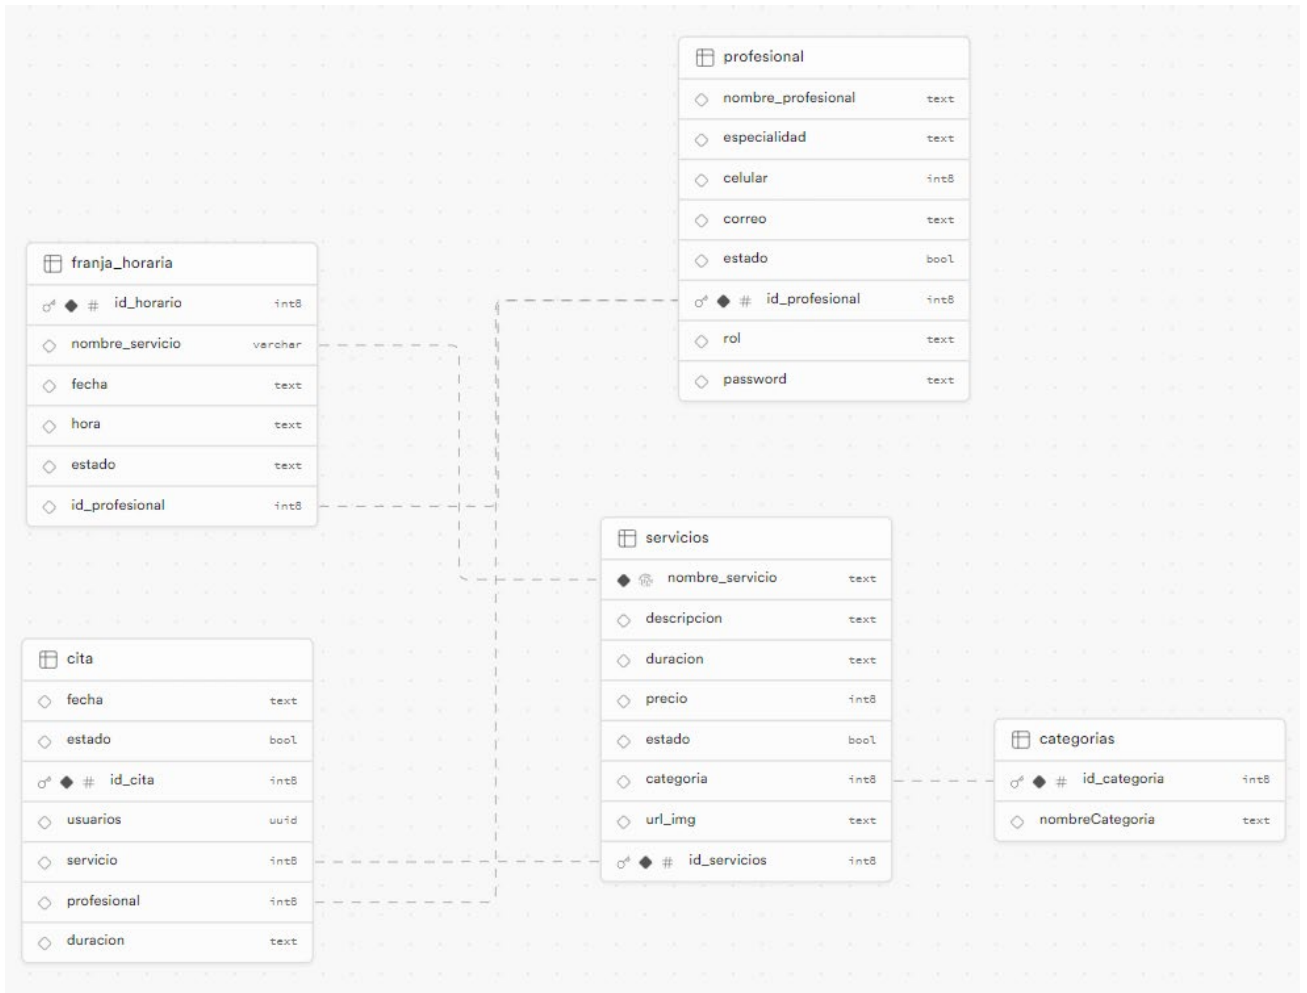 profesional
nombre_profesional text
especialidad text
celular int8
correo text
estado bool
# id_profesional int8
rol text
password text
franja_horaria
# id_horario int8
nombre_servicio varchar
fecha text
hora text
estado text
id_profesional int8
servicios
nombre_servicio text
descripcion text
duracion text
precio int8
estado bool
categoria int8
url_img text
# id_servicios int8
cita
fecha text
estado bool
# id_cita int8
usuarios uuid
servicio int8
profesional int8
duracion text
categorias
# id_categoria int8
nombreCategoria text